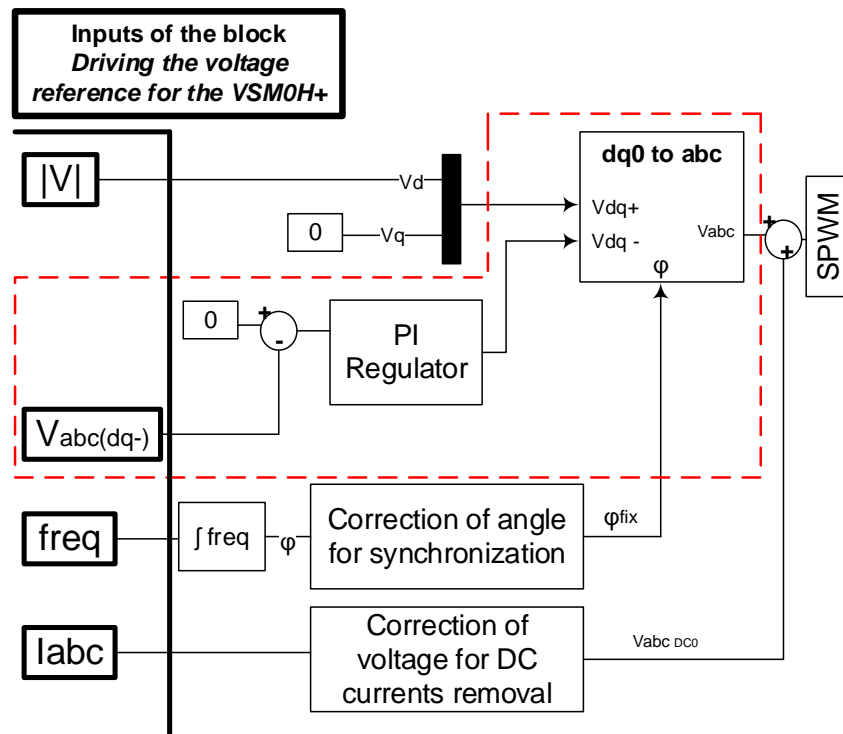 Inputs of the block
Driving the voltage
reference for the VSM0H+
|V|
Vd
0
Vq
dq0 to abc
Vdq+
Vdq -
Vabc
φ
+
+
SPWM
0
+
-
PI
Regulator
Vabc(dq-)
freq
∫ freq
φ
Correction of angle
for synchronization
φfix
Iabc
Correction of
voltage for DC
currents removal
Vabc DC0